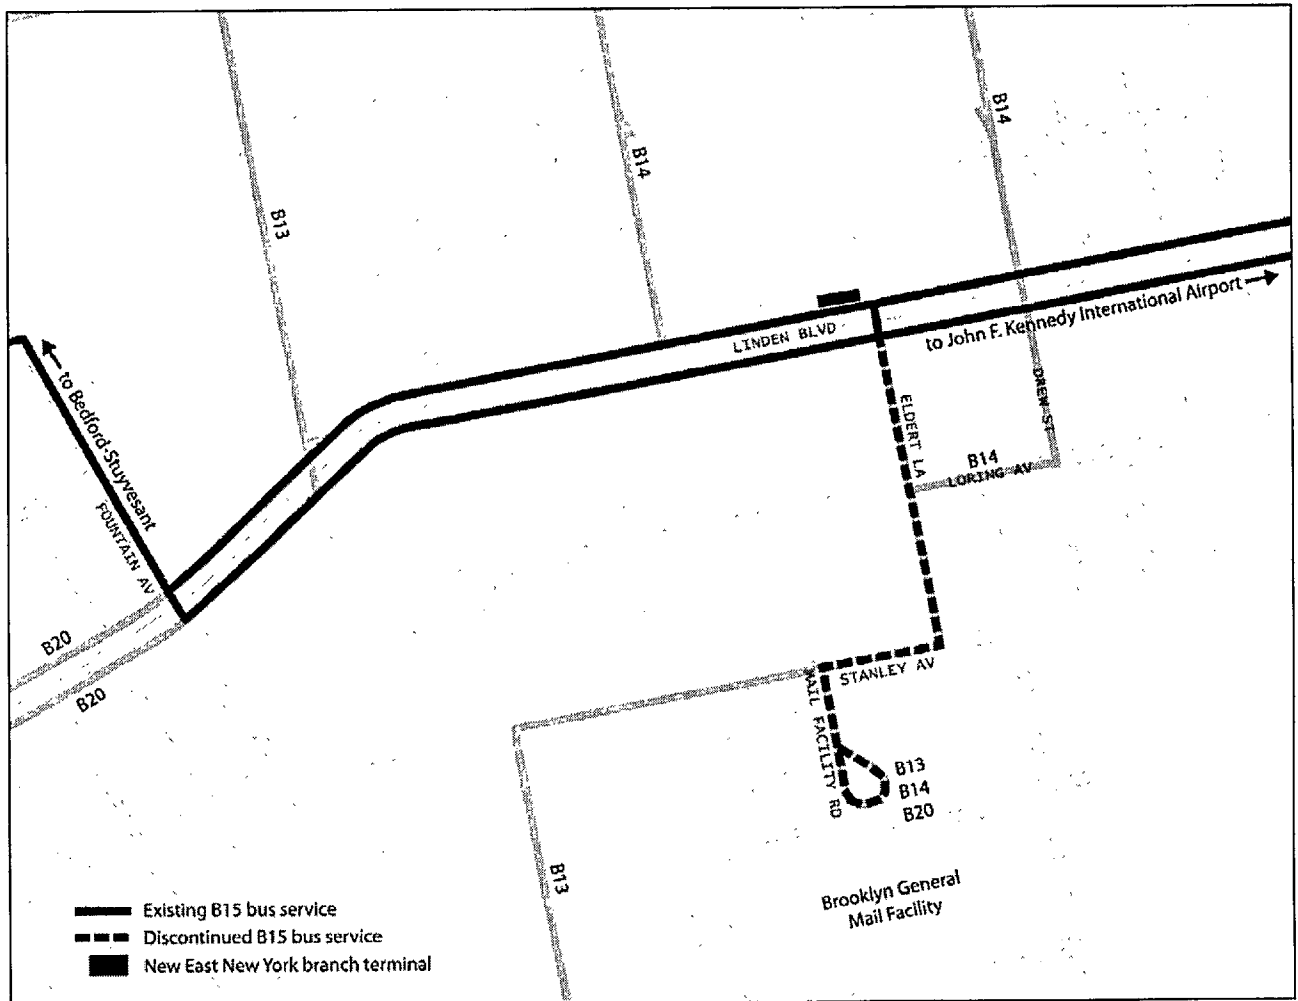 B14
B14
B13
LINDEN BLVD
to John F. Kennedy International Airport
to Bedford-Stuyvesant
FOUNTAIN AV
ELDERT LA
DREW ST
B14
LORING AV
B20
B20
STANLEY AV
MAIL FACILITY RD
B13
B14
B20
B13
Brooklyn General
Mail Facility
Existing B15 bus service
Discontinued B15 bus service
New East New York branch terminal